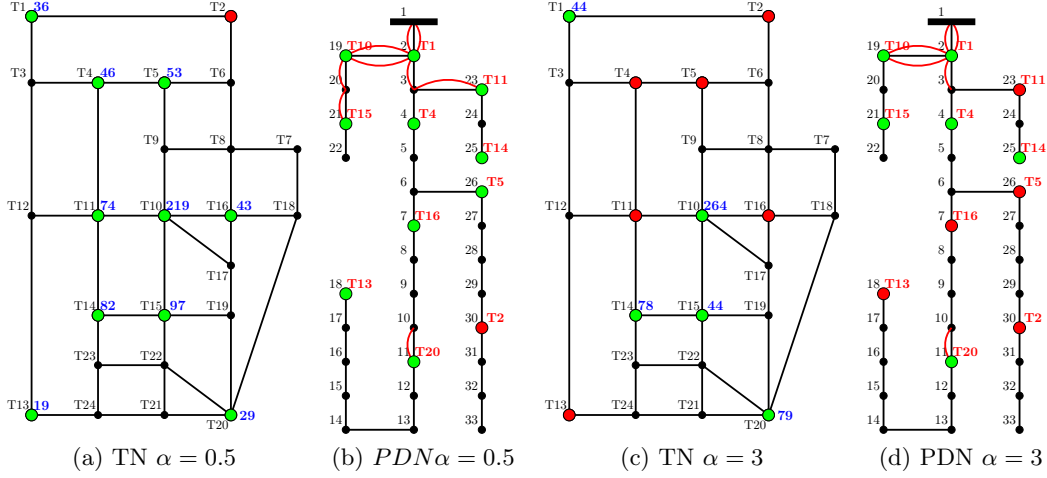 T1 36 T2
T3 T4 46 T5 53 T6
T9 T8 T7
T12 T11 74 T10 219 T16 43 T18
T17
T14 82 T15 97 T19
T23 T22
T13 19 T24 T21 T20 29
(a) TN α = 0.5
1
19 T10 2 T1
20 3 23 T11
21 T15 4 T4 24
22 5 25 T14
6 26 T5
7 T16 27
8 28
18 T13 9 29
17 10 30 T2
16 11 T20 31
15 12 32
14 13 33
(b) PDNα = 0.5
T1 44 T2
T3 T4 T5 T6
T9 T8 T7
T12 T11 T10 264 T16 T18
T17
T14 78 T15 44 T19
T23 T22
T13 T24 T21 T20 79
(c) TN α = 3
1
19 T10 2 T1
20 3 23 T11
21 T15 4 T4 24
22 5 25 T14
6 26 T5
7 T16 27
8 28
18 T13 9 29
17 10 30 T2
16 11 T20 31
15 12 32
14 13 33
(d) PDN α = 3